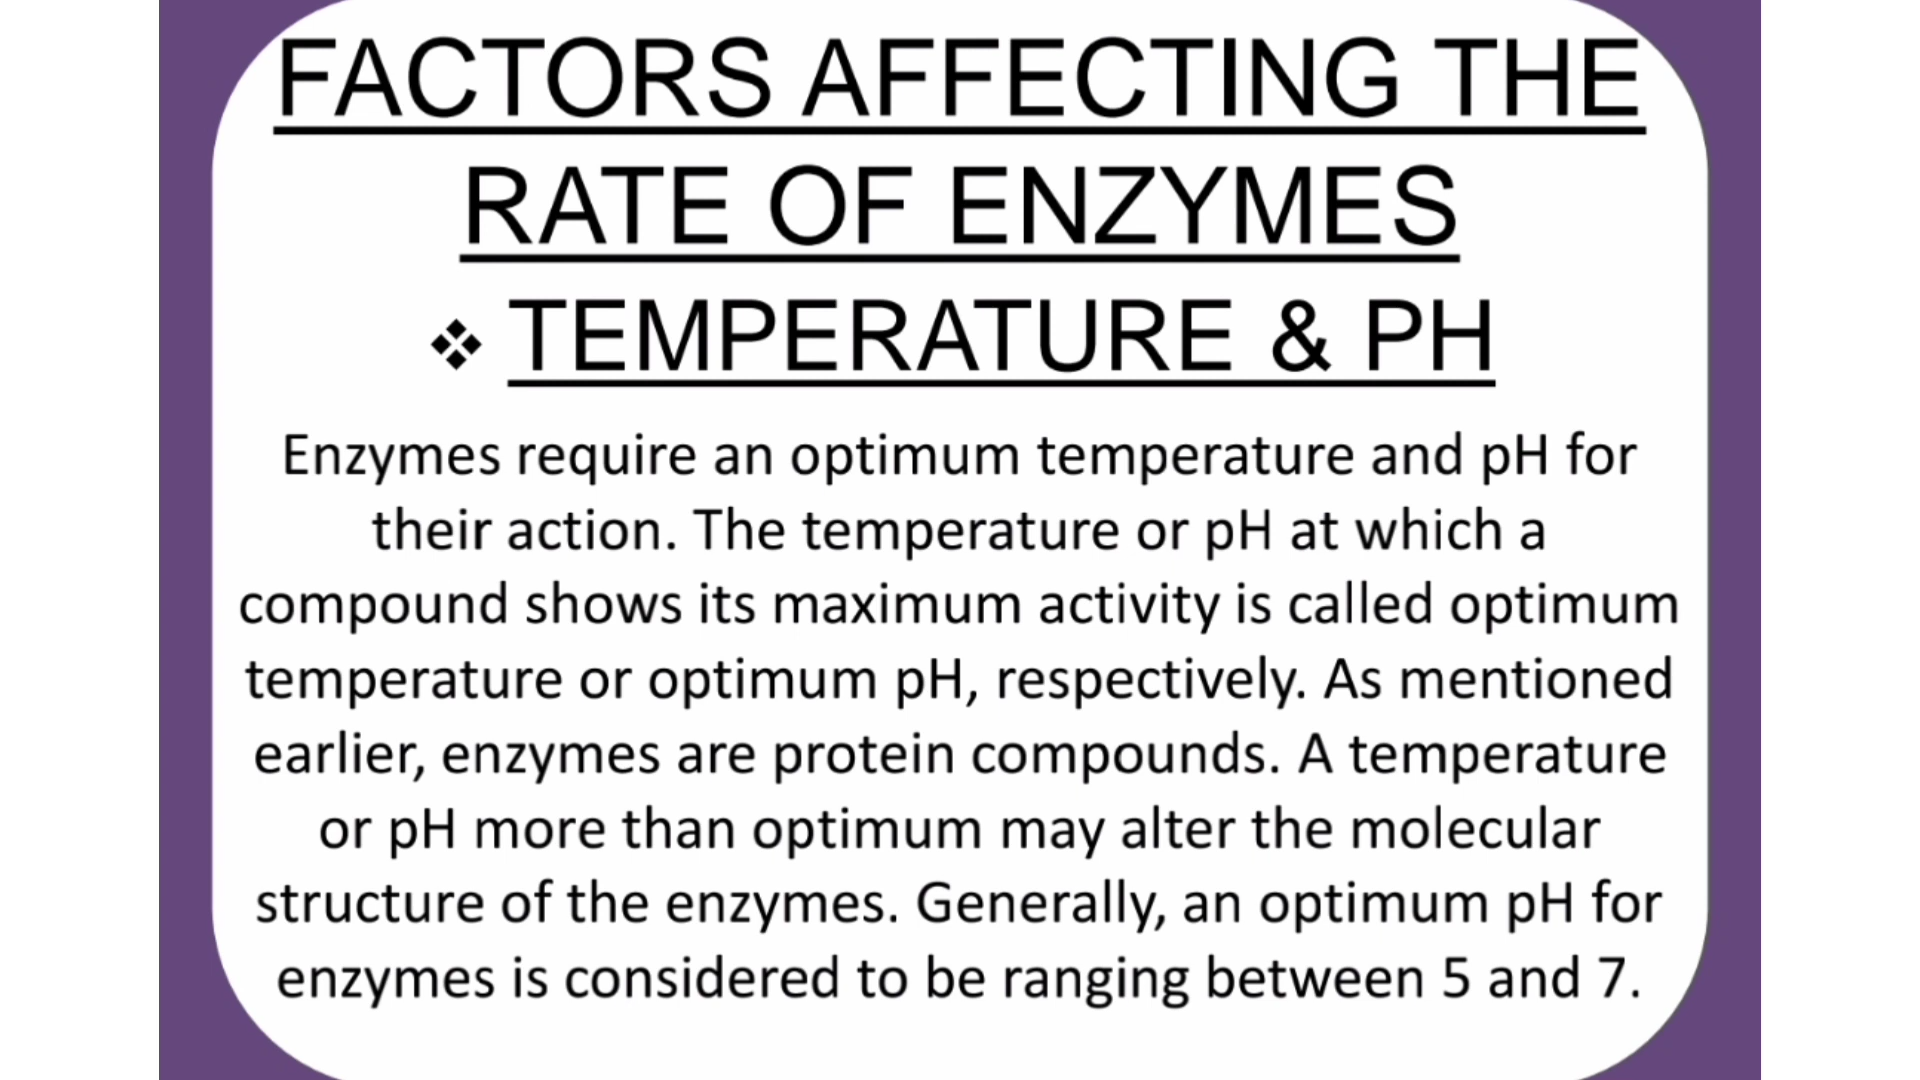 FACTORS AFFECTING THE
RATE OF ENZYMES
❖ TEMPERATURE & PH
Enzymes require an optimum temperature and pH for
their action. The temperature or pH at which a
compound shows its maximum activity is called optimum
temperature or optimum pH, respectively. As mentioned
earlier, enzymes are protein compounds. A temperature
or pH more than optimum may alter the molecular
structure of the enzymes. Generally, an optimum pH for
enzymes is considered to be ranging between 5 and 7.